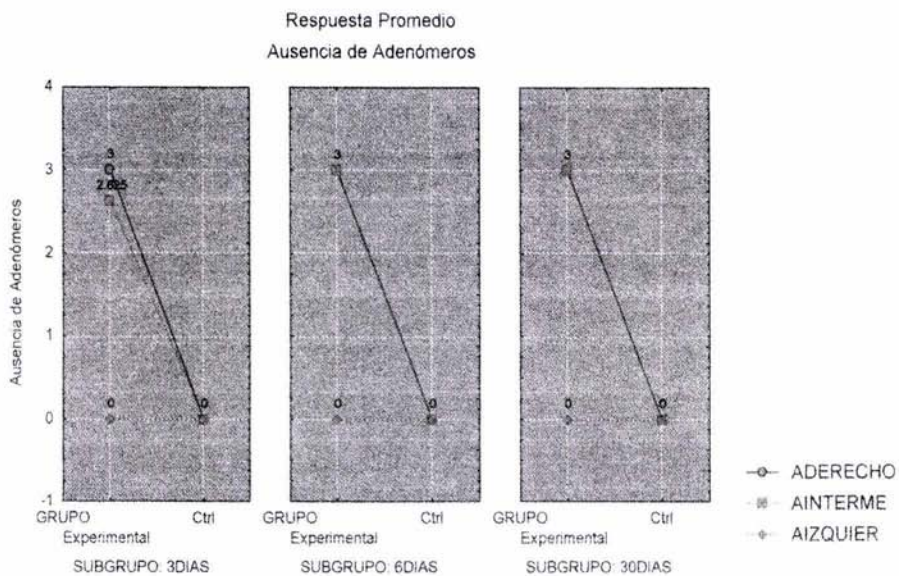 Respuesta Promedio
Ausencia de Adenómeros
Ausencia de Adenómeros
4
3
2
1
0
-1
3
2.625
0
0
3
0
0
3
0
0
GRUPO
Experimental
Ctrl
SUBGRUPO: 3DIAS
GRUPO
Experimental
Ctrl
SUBGRUPO: 6DIAS
GRUPO
Experimental
Ctrl
SUBGRUPO: 30DIAS
ADERECHO
AINTERME
AIZQUIER